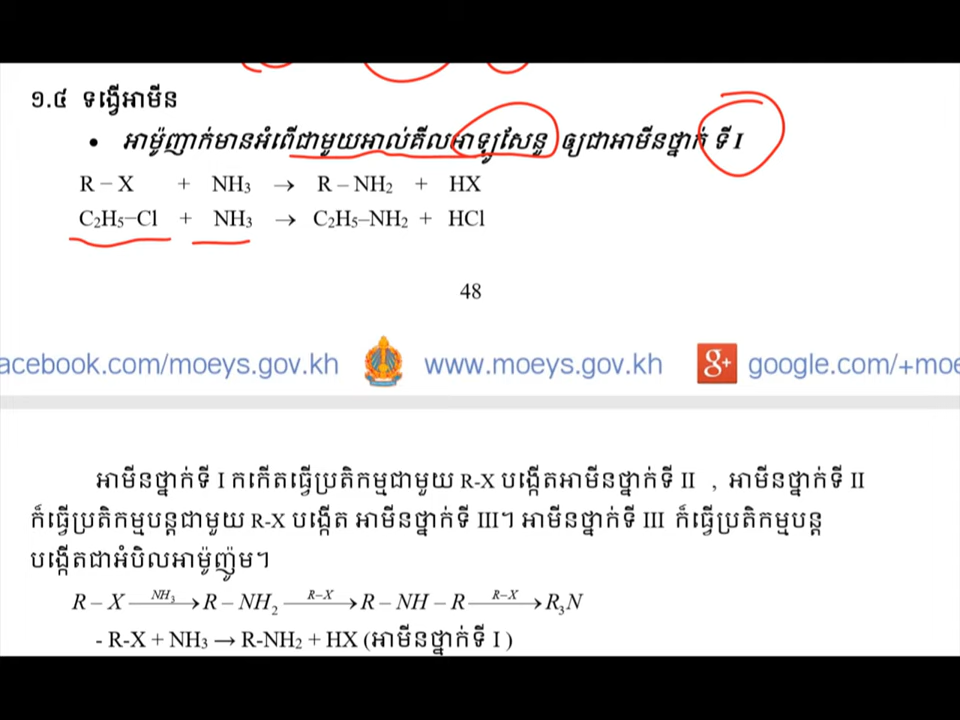 ១.៤ ទង្វើអាមីន
• អាម៉ូញាក់មានអំពើជាមួយអាល់គីលអាឡូសែនួ ឲ្យជាអាមីនថ្នាក់ ទី I
R – X + NH₃ → R – NH₂ + HX
C₂H₅–Cl + NH₃ → C₂H₅–NH₂ + HCl
48
acebook.com/moeys.gov.kh www.moeys.gov.kh g+ google.com/+moe
អាមីនថ្នាក់ទី I កកើតធ្វើប្រតិកម្មជាមួយ R-X បង្កើតអាមីនថ្នាក់ទី II , អាមីនថ្នាក់ទី II
ក៏ធ្វើប្រតិកម្មបន្តជាមួយ R-X បង្កើត អាមីនថ្នាក់ទី III។ អាមីនថ្នាក់ទី III ក៏ធ្វើប្រតិកម្មបន្ត
បង្កើតជាអំបិលអាម៉ូញ៉ូម។
R – X —NH₃→ R – NH₂ —R–X→ R – NH – R —R–X→ R₃N
- R-X + NH₃ → R-NH₂ + HX (អាមីនថ្នាក់ទី I )